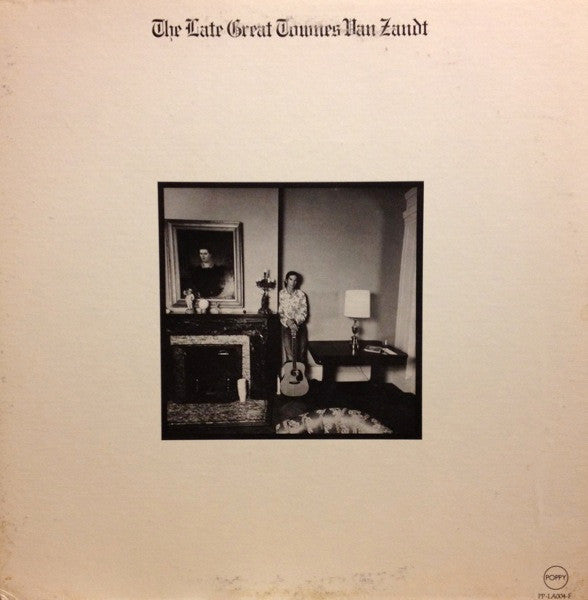 The Late Great Townes Van Zandt
POPPY
PP-LA004-F